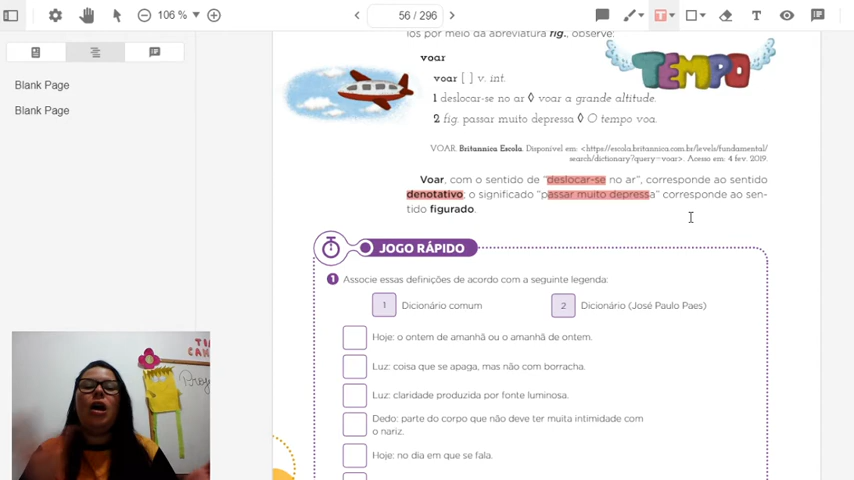 106 %
56 / 296
los por meio da abreviatura fig., observe:
voar
TEMPO
voar [ ] v. int.
1 deslocar-se no ar ◊ voar a grande altitude.
2 fig. passar muito depressa ◊ O tempo voa.
VOAR. Britannica Escola. Disponível em: <https://escola.britannica.com.br/levels/fundamental/
search/dictionary?query=voar>. Acesso em: 4 fev. 2019.
Voar, com o sentido de "deslocar-se no ar", corresponde ao sentido
denotativo; o significado "passar muito depressa" corresponde ao sen-
tido figurado.
Blank Page
Blank Page
JOGO RÁPIDO
1 Associe essas definições de acordo com a seguinte legenda:
1 Dicionário comum
2 Dicionário (José Paulo Paes)
Hoje: o ontem de amanhã ou o amanhã de ontem.
Luz: coisa que se apaga, mas não com borracha.
Luz: claridade produzida por fonte luminosa.
Dedo: parte do corpo que não deve ter muita intimidade com
o nariz.
Hoje: no dia em que se fala.